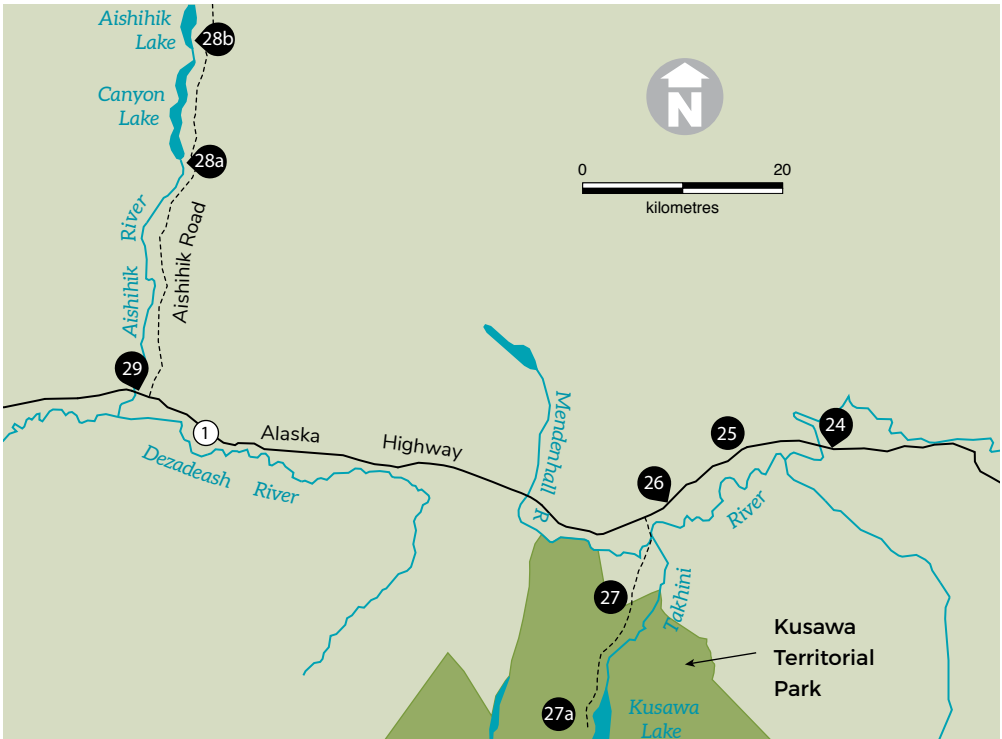 Aishihik
Lake
28b
Canyon
Lake
28a
N
0 20
kilometres
Aishihik River
Aishihik Road
29
1
Alaska Highway
Dezadeash River
Mendenhall R
25
24
26
River
27
Takhini
Kusawa
Territorial
Park
27a
Kusawa
Lake